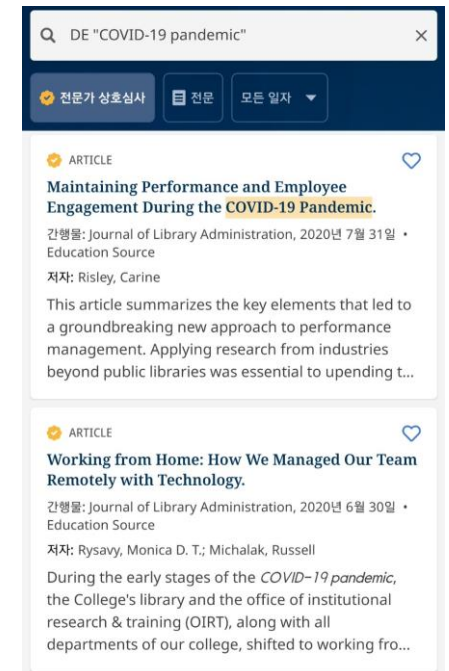 DE "COVID-19 pandemic"
전문가 상호심사 전문 모든 일자
ARTICLE
Maintaining Performance and Employee
Engagement During the COVID-19 Pandemic.
간행물: Journal of Library Administration, 2020년 7월 31일 •
Education Source
저자: Risley, Carine
This article summarizes the key elements that led to
a groundbreaking new approach to performance
management. Applying research from industries
beyond public libraries was essential to upending t...
ARTICLE
Working from Home: How We Managed Our Team
Remotely with Technology.
간행물: Journal of Library Administration, 2020년 6월 30일 •
Education Source
저자: Rysavy, Monica D. T.; Michalak, Russell
During the early stages of the COVID-19 pandemic,
the College's library and the office of institutional
research & training (OIRT), along with all
departments of our college, shifted to working fro...